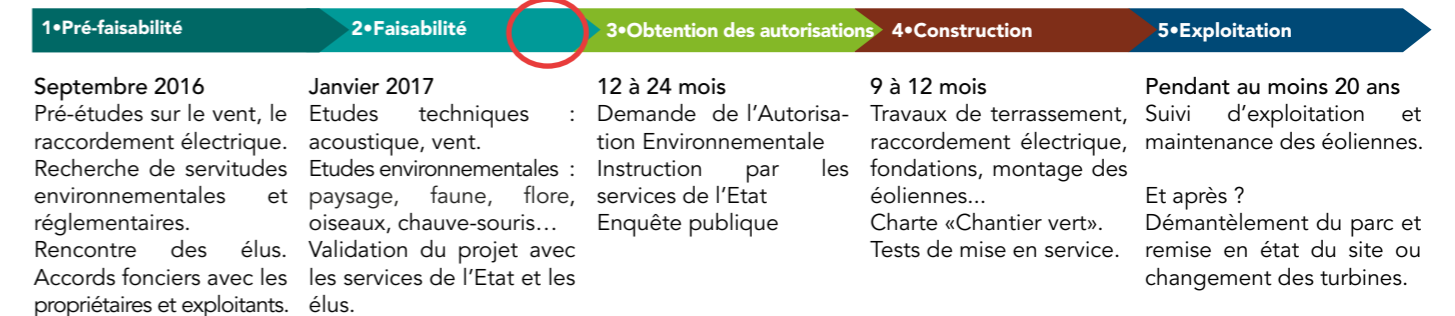 1•Pré-faisabilité
2•Faisabilité
3•Obtention des autorisations
4•Construction
5•Exploitation
Septembre 2016
Pré-études sur le vent, le
raccordement électrique.
Recherche de servitudes
environnementales et
réglementaires.
Rencontre des élus.
Accords fonciers avec les
propriétaires et exploitants.
Janvier 2017
Etudes techniques :
acoustique, vent.
Etudes environnementales :
paysage, faune, flore,
oiseaux, chauve-souris…
Validation du projet avec
les services de l'Etat et les
élus.
12 à 24 mois
Demande de l'Autorisa-
tion Environnementale
Instruction par les
services de l'Etat
Enquête publique
9 à 12 mois
Travaux de terrassement,
raccordement électrique,
fondations, montage des
éoliennes...
Charte «Chantier vert».
Tests de mise en service.
Pendant au moins 20 ans
Suivi d'exploitation et
maintenance des éoliennes.
Et après ?
Démantèlement du parc et
remise en état du site ou
changement des turbines.